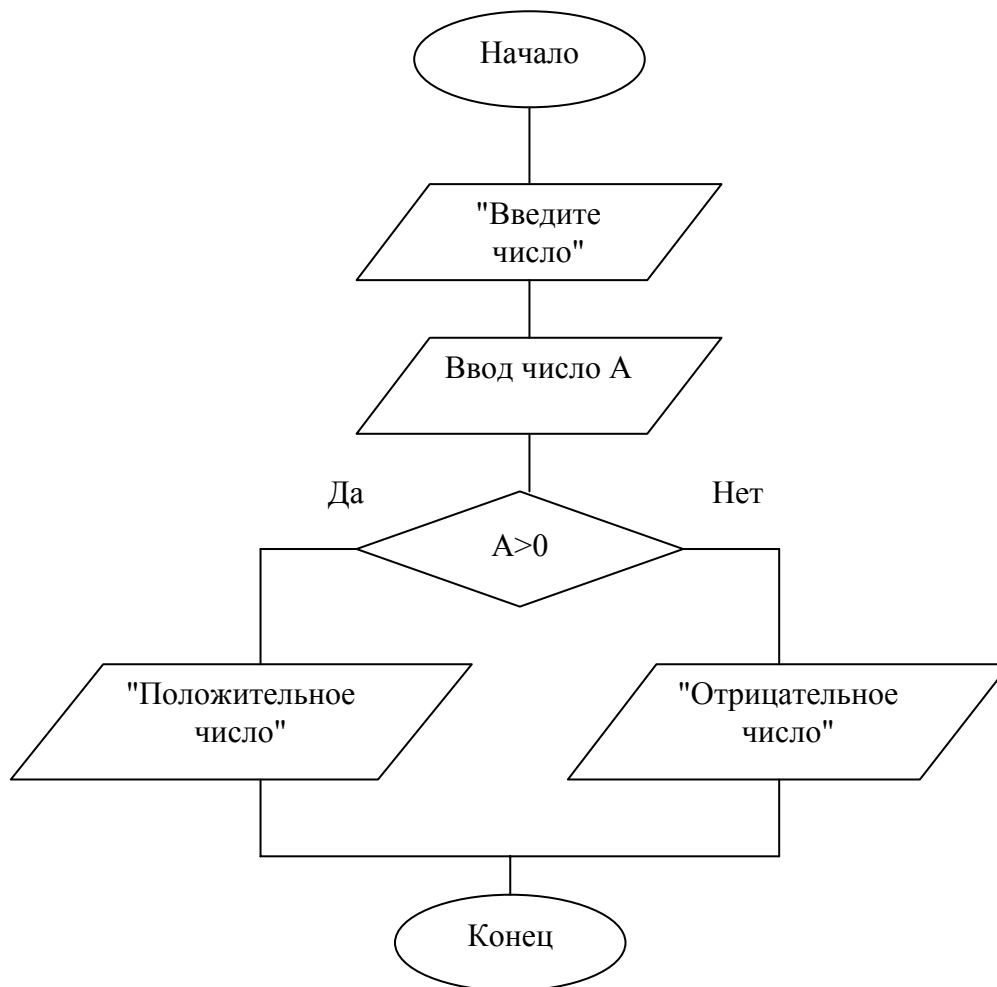 Начало
"Введите
число"
Ввод число А
Да
Нет
А>0
"Положительное
число"
"Отрицательное
число"
Конец